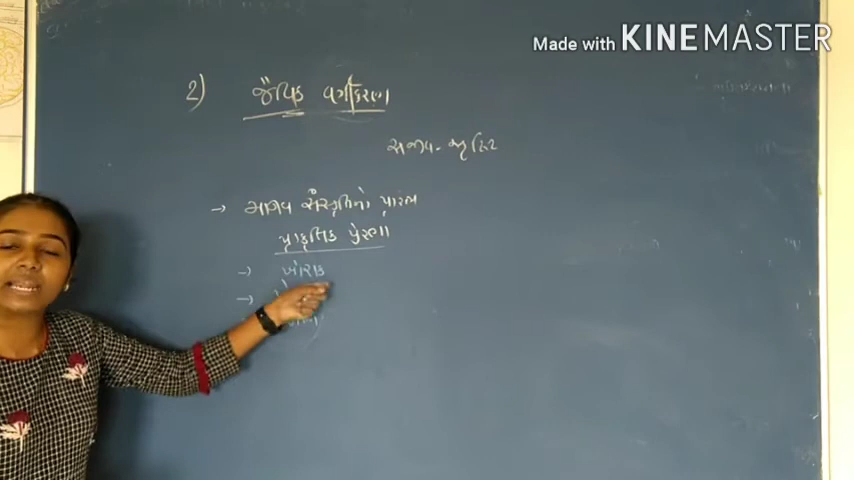 Made with KINEMASTER
2) જૈવિક વર્ગીકરણ
સજીવ-સૃષ્ટિ
→ માનવ સંસ્કૃતિનો પ્રારંભ
પ્રાકૃતિક પ્રેરણા
→ ખોરાક
→